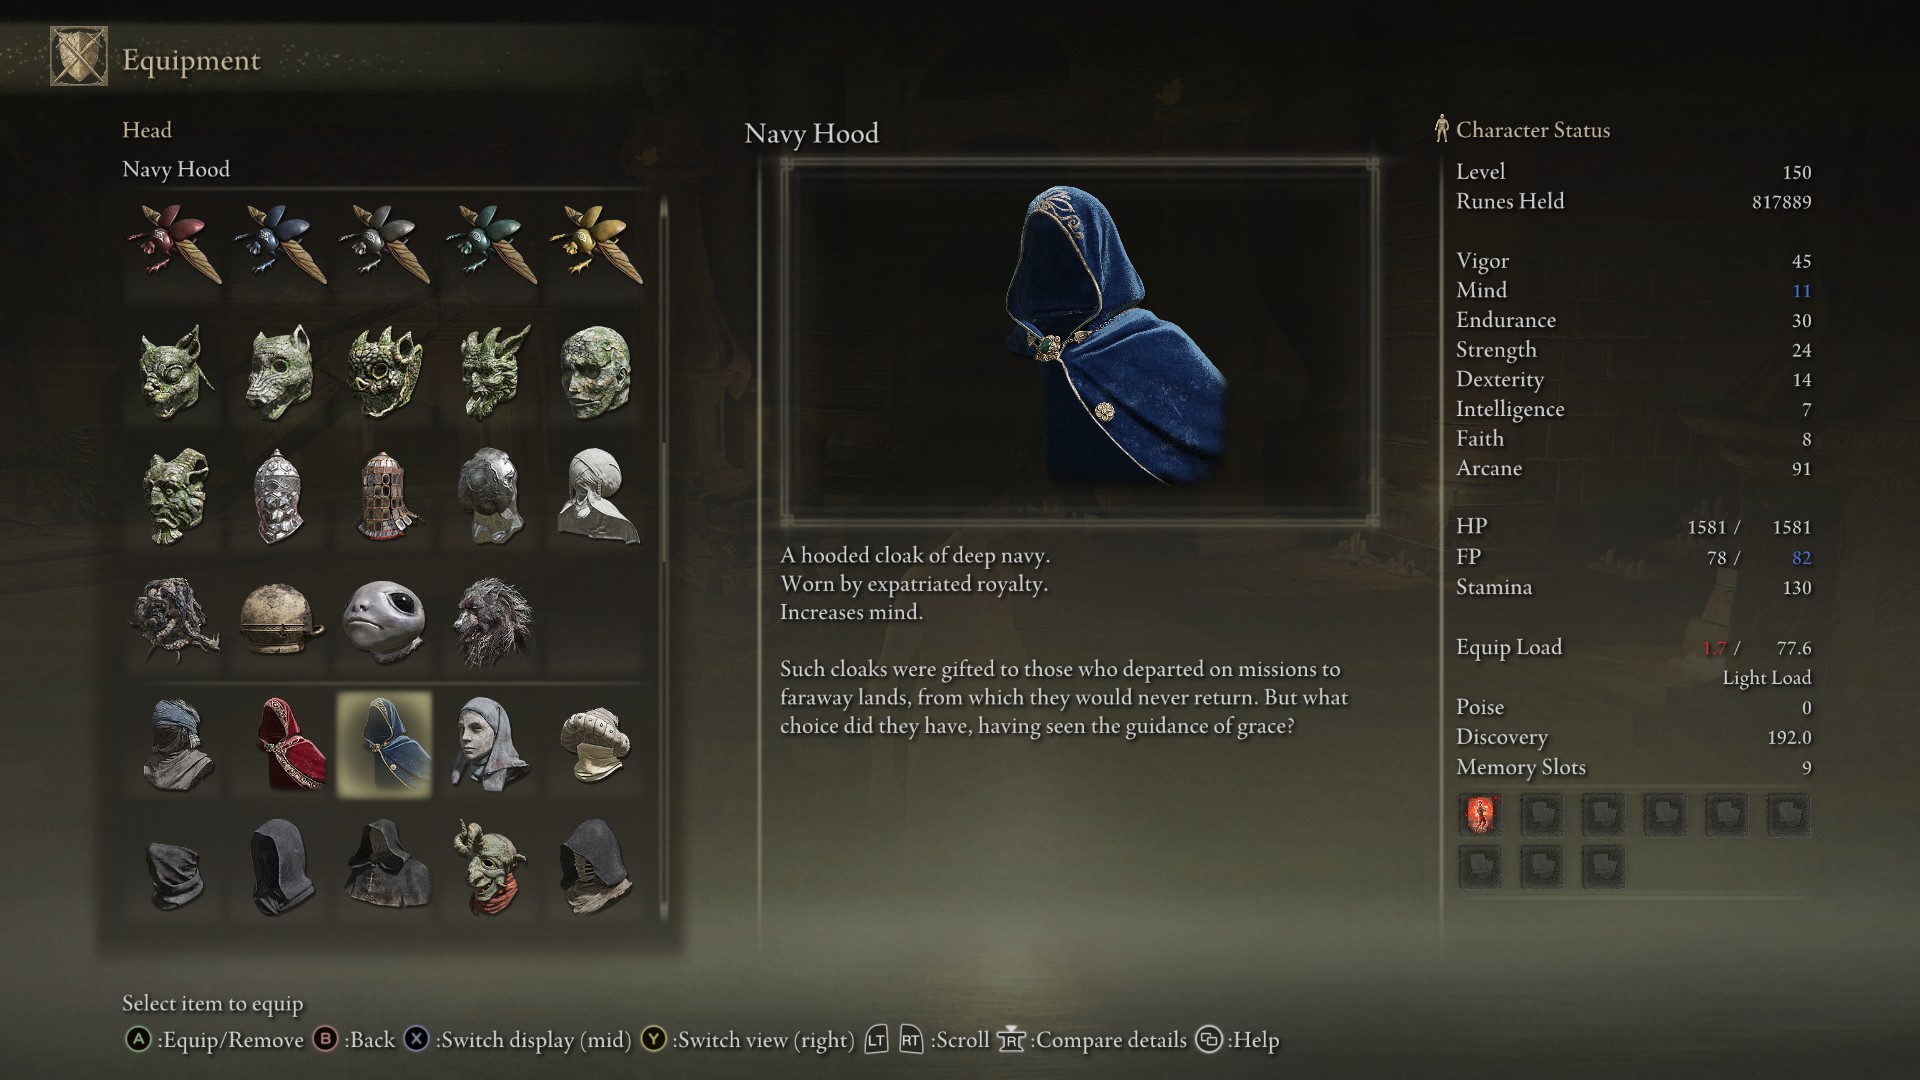 Equipment
Head
Navy Hood
Navy Hood
A hooded cloak of deep navy.
Worn by expatriated royalty.
Increases mind.
Such cloaks were gifted to those who departed on missions to
faraway lands, from which they would never return. But what
choice did they have, having seen the guidance of grace?
Character Status
Level 150
Runes Held 817889
Vigor 45
Mind 11
Endurance 30
Strength 24
Dexterity 14
Intelligence 7
Faith 8
Arcane 91
HP 1581 / 1581
FP 78 / 82
Stamina 130
Equip Load 1.7 / 77.6
Light Load
Poise 0
Discovery 192.0
Memory Slots 9
Select item to equip
A :Equip/Remove B :Back X :Switch display (mid) Y :Switch view (right) LT RT :Scroll R :Compare details :Help